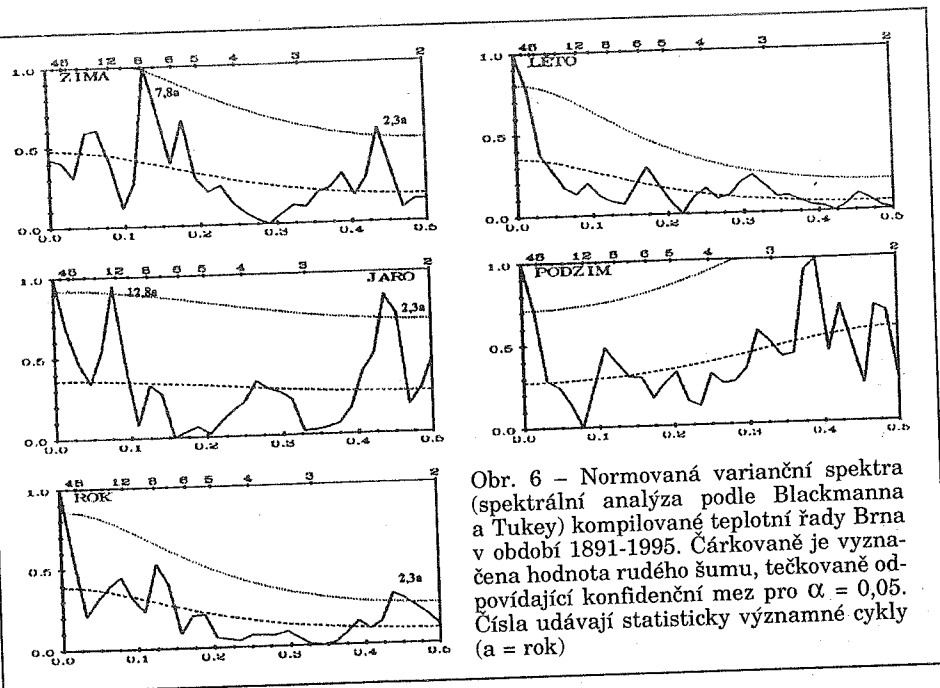 48 12 8 6 5 4 3 2
ZIMA
1.0
7,8a
2,3a
0.5
0.0
0.0 0.1 0.2 0.3 0.4 0.5
48 12 8 6 5 4 3 2
LÉTO
1.0
0.5
0.0
0.0 0.1 0.2 0.3 0.4 0.5
48 12 8 6 5 4 3 2
JARO
1.0
12,8a
2,3a
0.5
0.0
0.0 0.1 0.2 0.3 0.4 0.5
48 12 8 6 5 4 3 2
PODZIM
1.0
0.5
0.0
0.0 0.1 0.2 0.3 0.4 0.5
48 12 8 6 5 4 3 2
ROK
1.0
2,3a
0.5
0.0
0.0 0.1 0.2 0.3 0.4 0.5
Obr. 6 – Normovaná varianční spektra
(spektrální analýza podle Blackmanna
a Tukey) kompilované teplotní řady Brna
v období 1891-1995. Čárkovaně je vyzna-
čena hodnota rudého šumu, tečkovaně od-
povídající konfidenční mez pro α = 0,05.
Čísla udávají statisticky významné cykly
(a = rok)